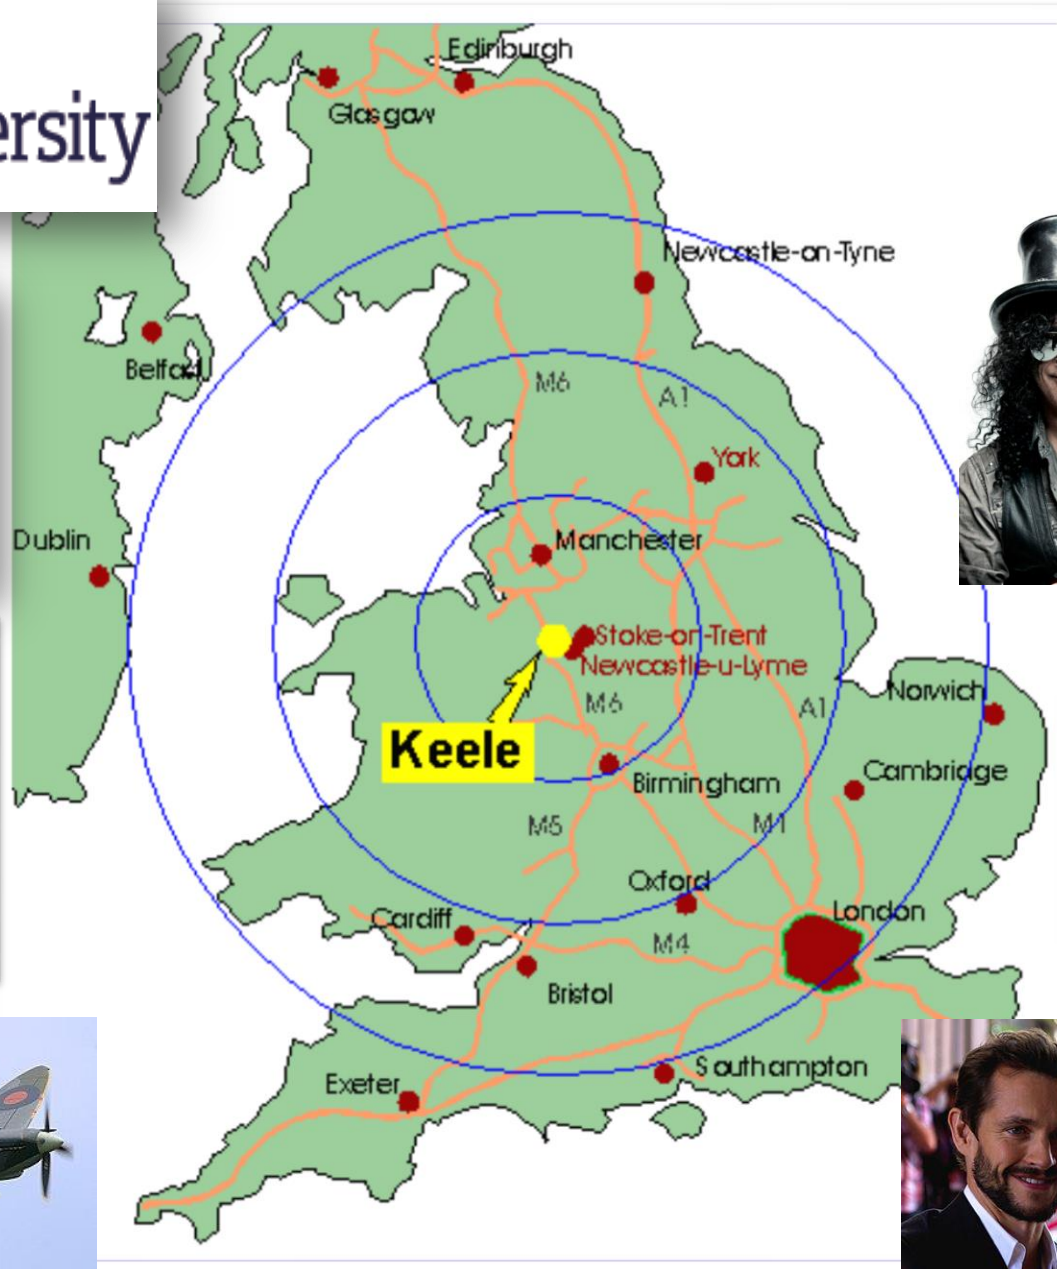 ersity
Edinburgh
Glasgow
Newcastle-on-Tyne
Belfast
M6
A1
York
Dublin
Manchester
Stoke-on-Trent
Newcastle-u-Lyme
M6
A1
Norwich
Keele
Cambridge
Birmingham
M5
M1
Oxford
London
Cardiff
M4
Bristol
Southampton
Exeter